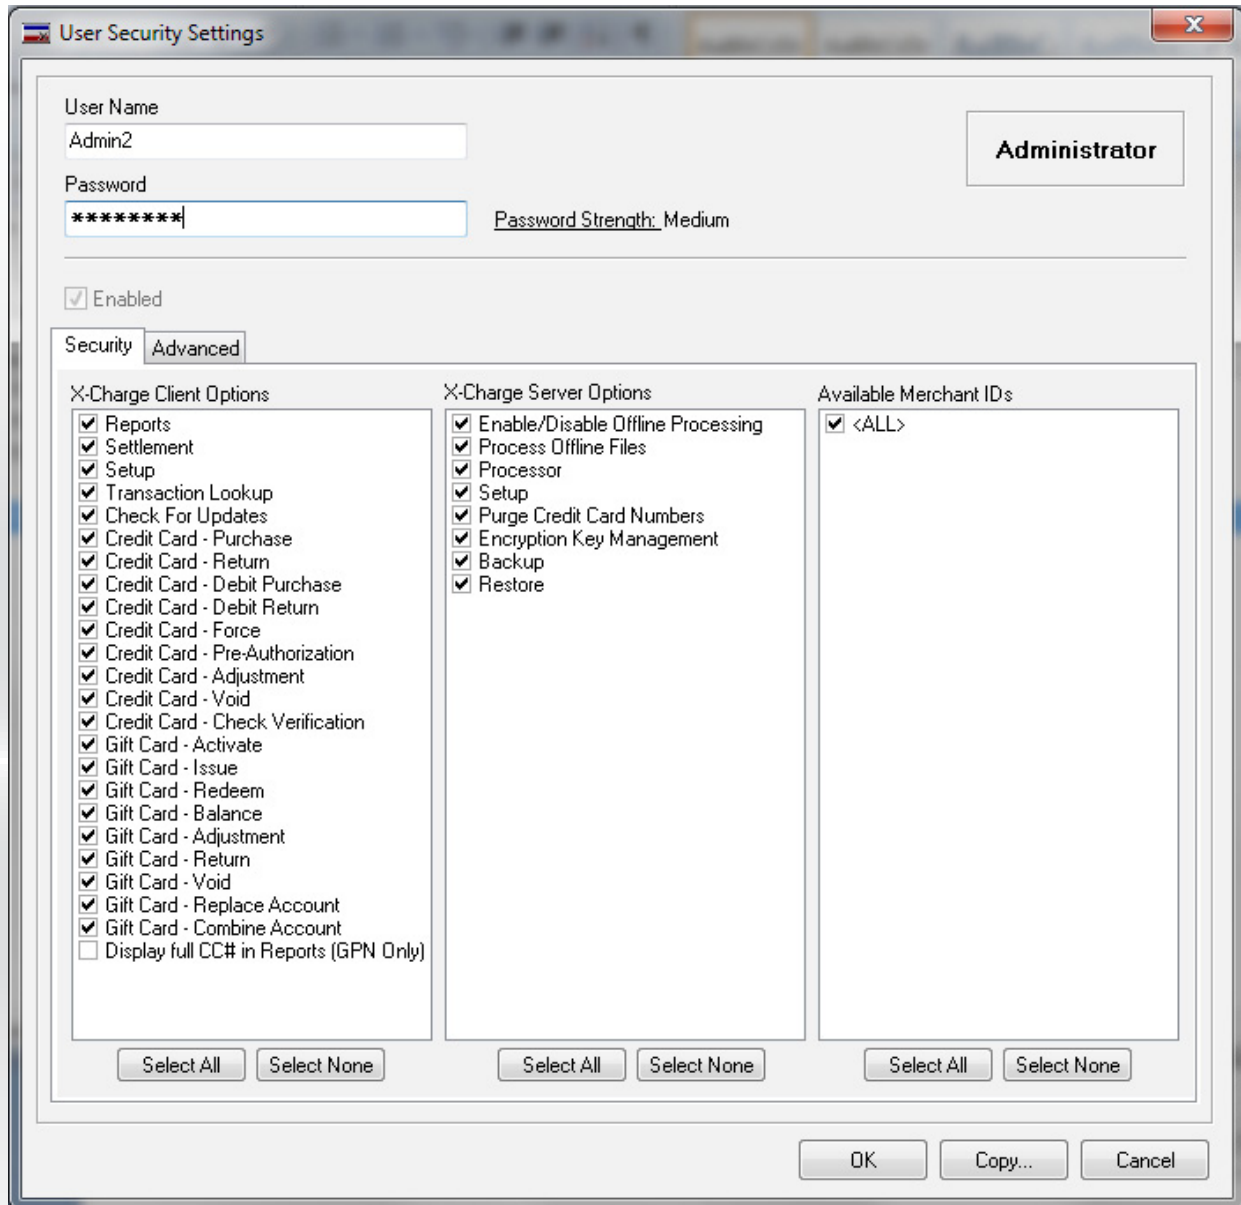 User Security Settings
User Name
Admin2
Administrator
Password
********
Password Strength: Medium
Enabled
Security
Advanced
X-Charge Client Options
Reports
Settlement
Setup
Transaction Lookup
Check For Updates
Credit Card - Purchase
Credit Card - Return
Credit Card - Debit Purchase
Credit Card - Debit Return
Credit Card - Force
Credit Card - Pre-Authorization
Credit Card - Adjustment
Credit Card - Void
Credit Card - Check Verification
Gift Card - Activate
Gift Card - Issue
Gift Card - Redeem
Gift Card - Balance
Gift Card - Adjustment
Gift Card - Return
Gift Card - Void
Gift Card - Replace Account
Gift Card - Combine Account
Display full CC# in Reports (GPN Only)
Select All
Select None
X-Charge Server Options
Enable/Disable Offline Processing
Process Offline Files
Processor
Setup
Purge Credit Card Numbers
Encryption Key Management
Backup
Restore
Select All
Select None
Available Merchant IDs
<ALL>
Select All
Select None
OK
Copy...
Cancel